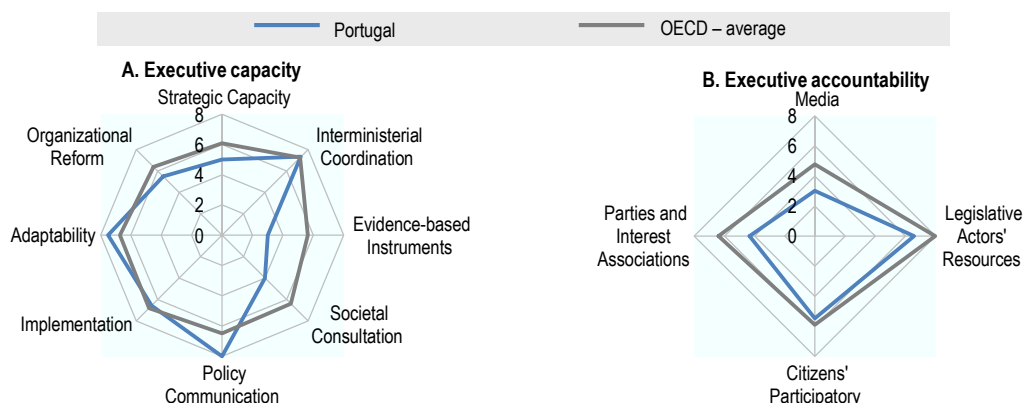 Portugal
OECD – average
A. Executive capacity
Strategic Capacity
8
6
4
2
0
Organizational
Reform
Interministerial
Coordination
Adaptability
Evidence-based
Instruments
Implementation
Societal
Consultation
Policy
Communication
B. Executive accountability
Media
8
6
4
2
0
Parties and
Interest
Associations
Legislative
Actors'
Resources
Citizens'
Participatory